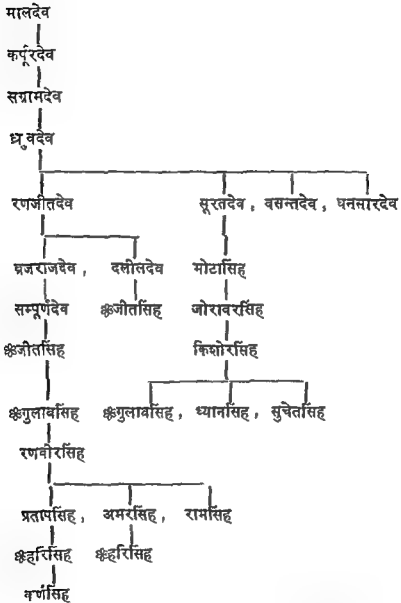 मालदेव
कर्पूरदेव
सग्रामदेव
ध्रुवदेव
रणजीतदेव सूरतदेव, वसन्तदेव, घनसारदेव
ब्रजराजदेव, दलीलदेव मोटासिंह
सम्पूर्णदेव ❀जीतसिंह जोरावरसिंह
❀जीतसिंह किशोरसिंह
❀गुलाबसिंह ❀गुलाबसिंह, ध्यानसिंह, सुचेतसिंह
रणवीरसिंह
प्रतापसिंह, अमरसिंह, रामसिंह
❀हरिसिंह ❀हरिसिंह
कर्णसिंह